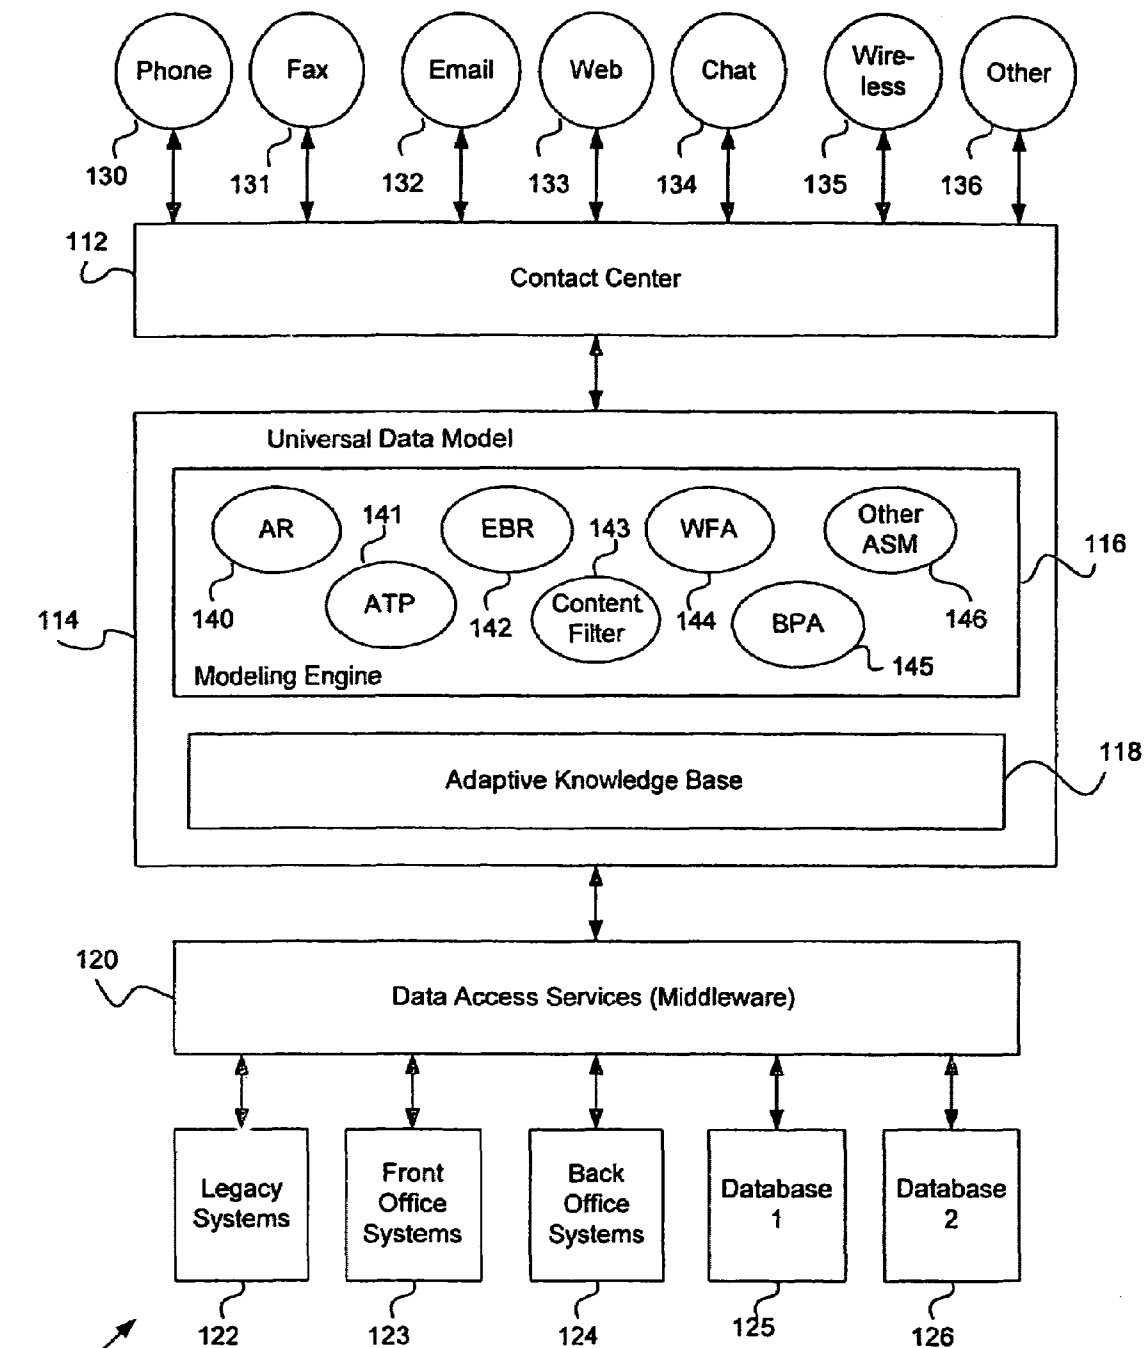 Phone
Fax
Email
Web
Chat
Wire-
less
Other
130
131
132
133
134
135
136
112
Contact Center
Universal Data Model
AR
141
EBR
143
WFA
Other
ASM
116
140
ATP
142
Content
Filter
144
BPA
146
114
145
Modeling Engine
118
Adaptive Knowledge Base
120
Data Access Services (Middleware)
Legacy
Systems
Front
Office
Systems
Back
Office
Systems
Database
1
Database
2
122
123
124
125
126